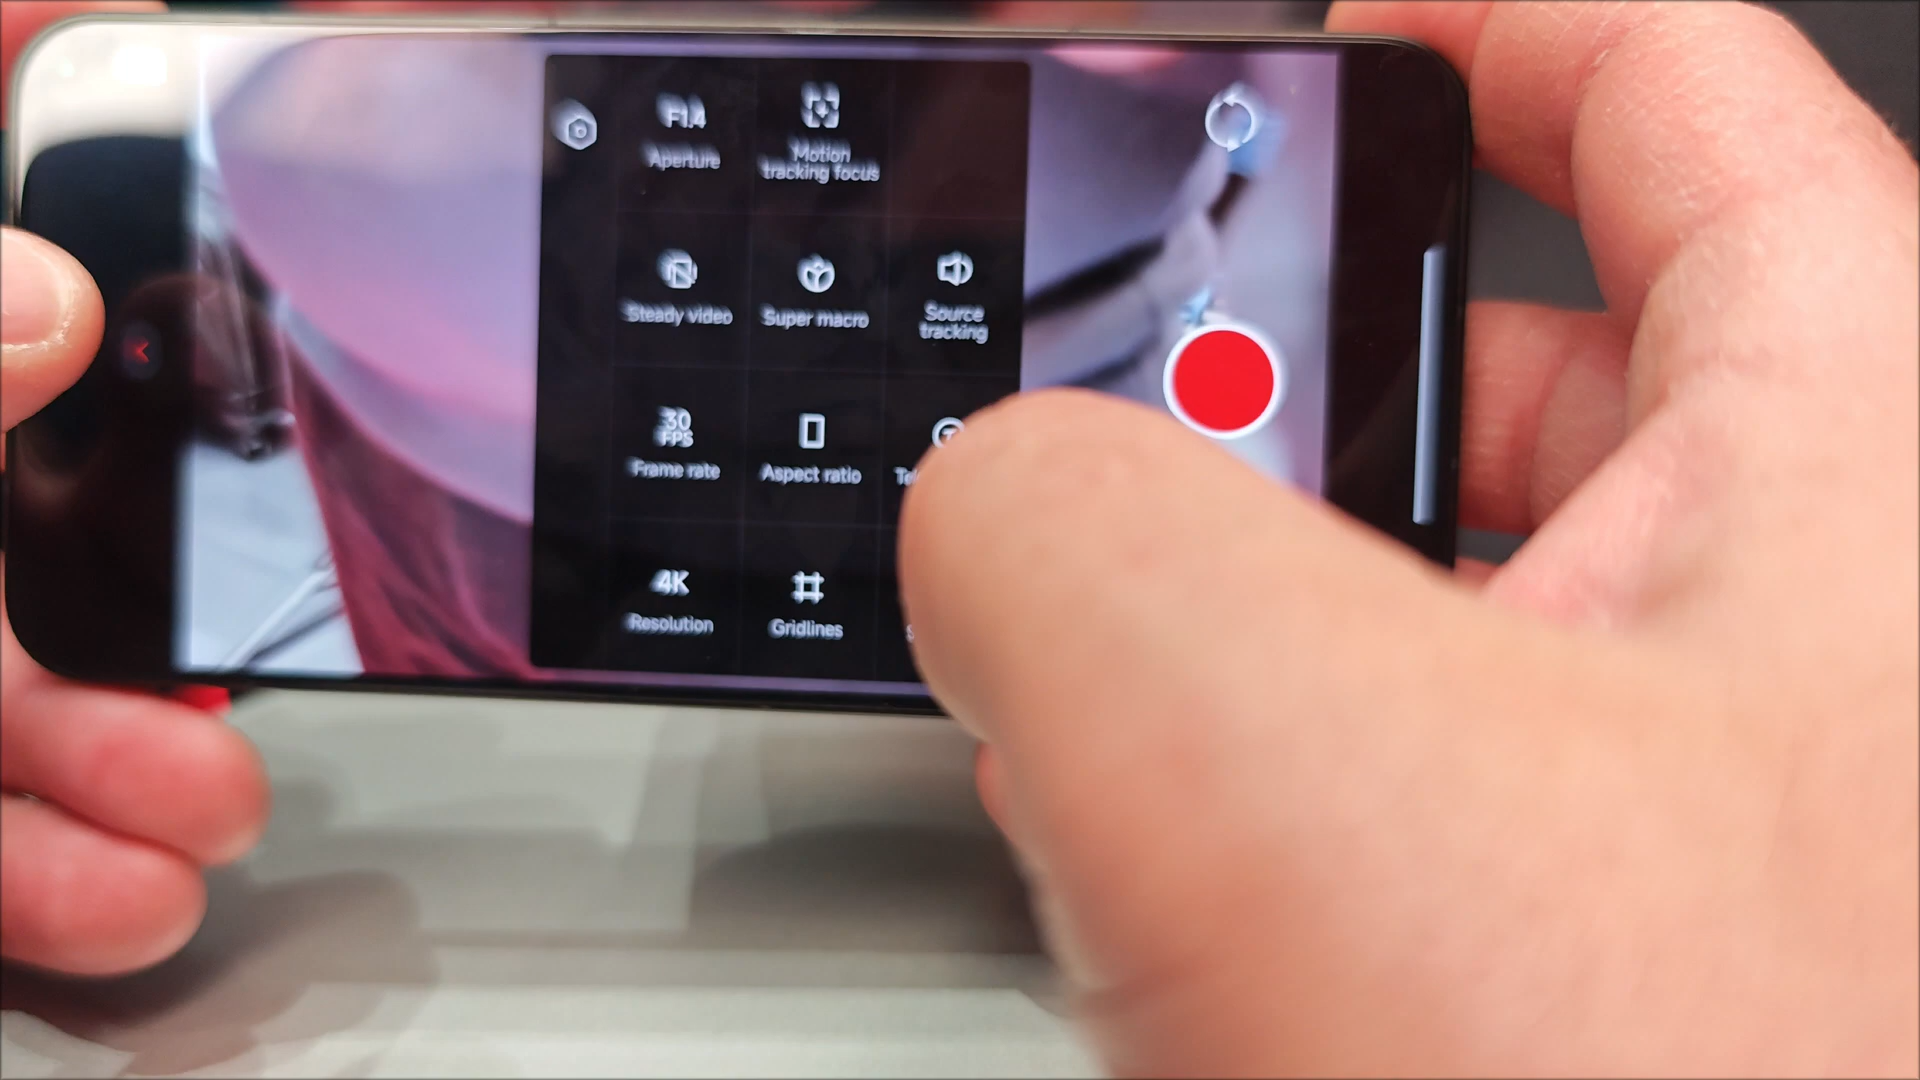 F1.4
Aperture
Motion
tracking focus
Steady video
Super macro
Source
tracking
30
FPS
Frame rate
Aspect ratio
4K
Resolution
Gridlines